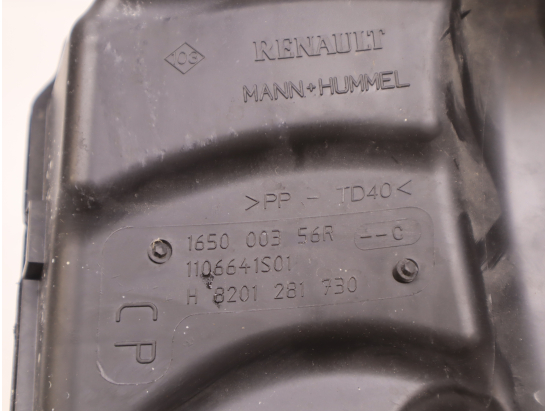 RENAULT
MANN+HUMMEL
>PP - TD40<
1650 003 56R --C
1106641S01
H 8201 281 730
CP